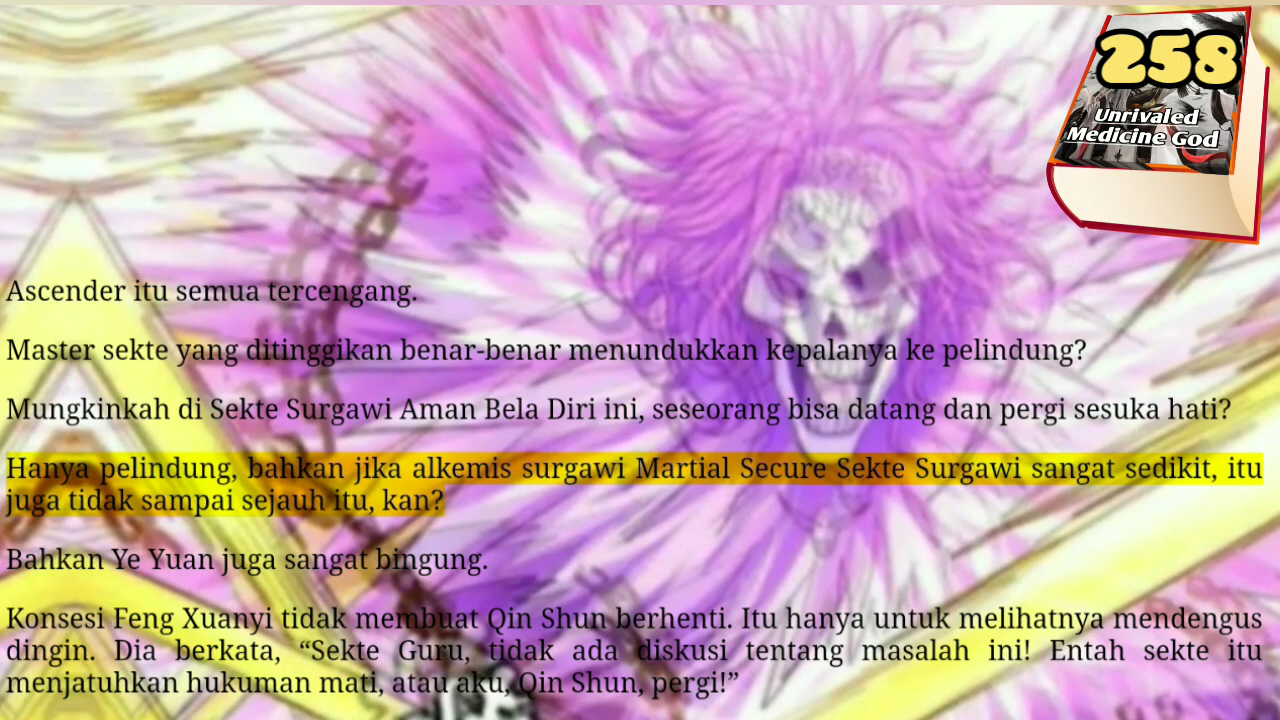 258
Unrivaled
Medicine God
Ascender itu semua tercengang.
Master sekte yang ditinggikan benar-benar menundukkan kepalanya ke pelindung?
Mungkinkah di Sekte Surgawi Aman Bela Diri ini, seseorang bisa datang dan pergi sesuka hati?
Hanya pelindung, bahkan jika alkemis surgawi Martial Secure Sekte Surgawi sangat sedikit, itu
juga tidak sampai sejauh itu, kan?
Bahkan Ye Yuan juga sangat bingung.
Konsesi Feng Xuanyi tidak membuat Qin Shun berhenti. Itu hanya untuk melihatnya mendengus
dingin. Dia berkata, “Sekte Guru, tidak ada diskusi tentang masalah ini! Entah sekte itu
menjatuhkan hukuman mati, atau aku, Qin Shun, pergi!”